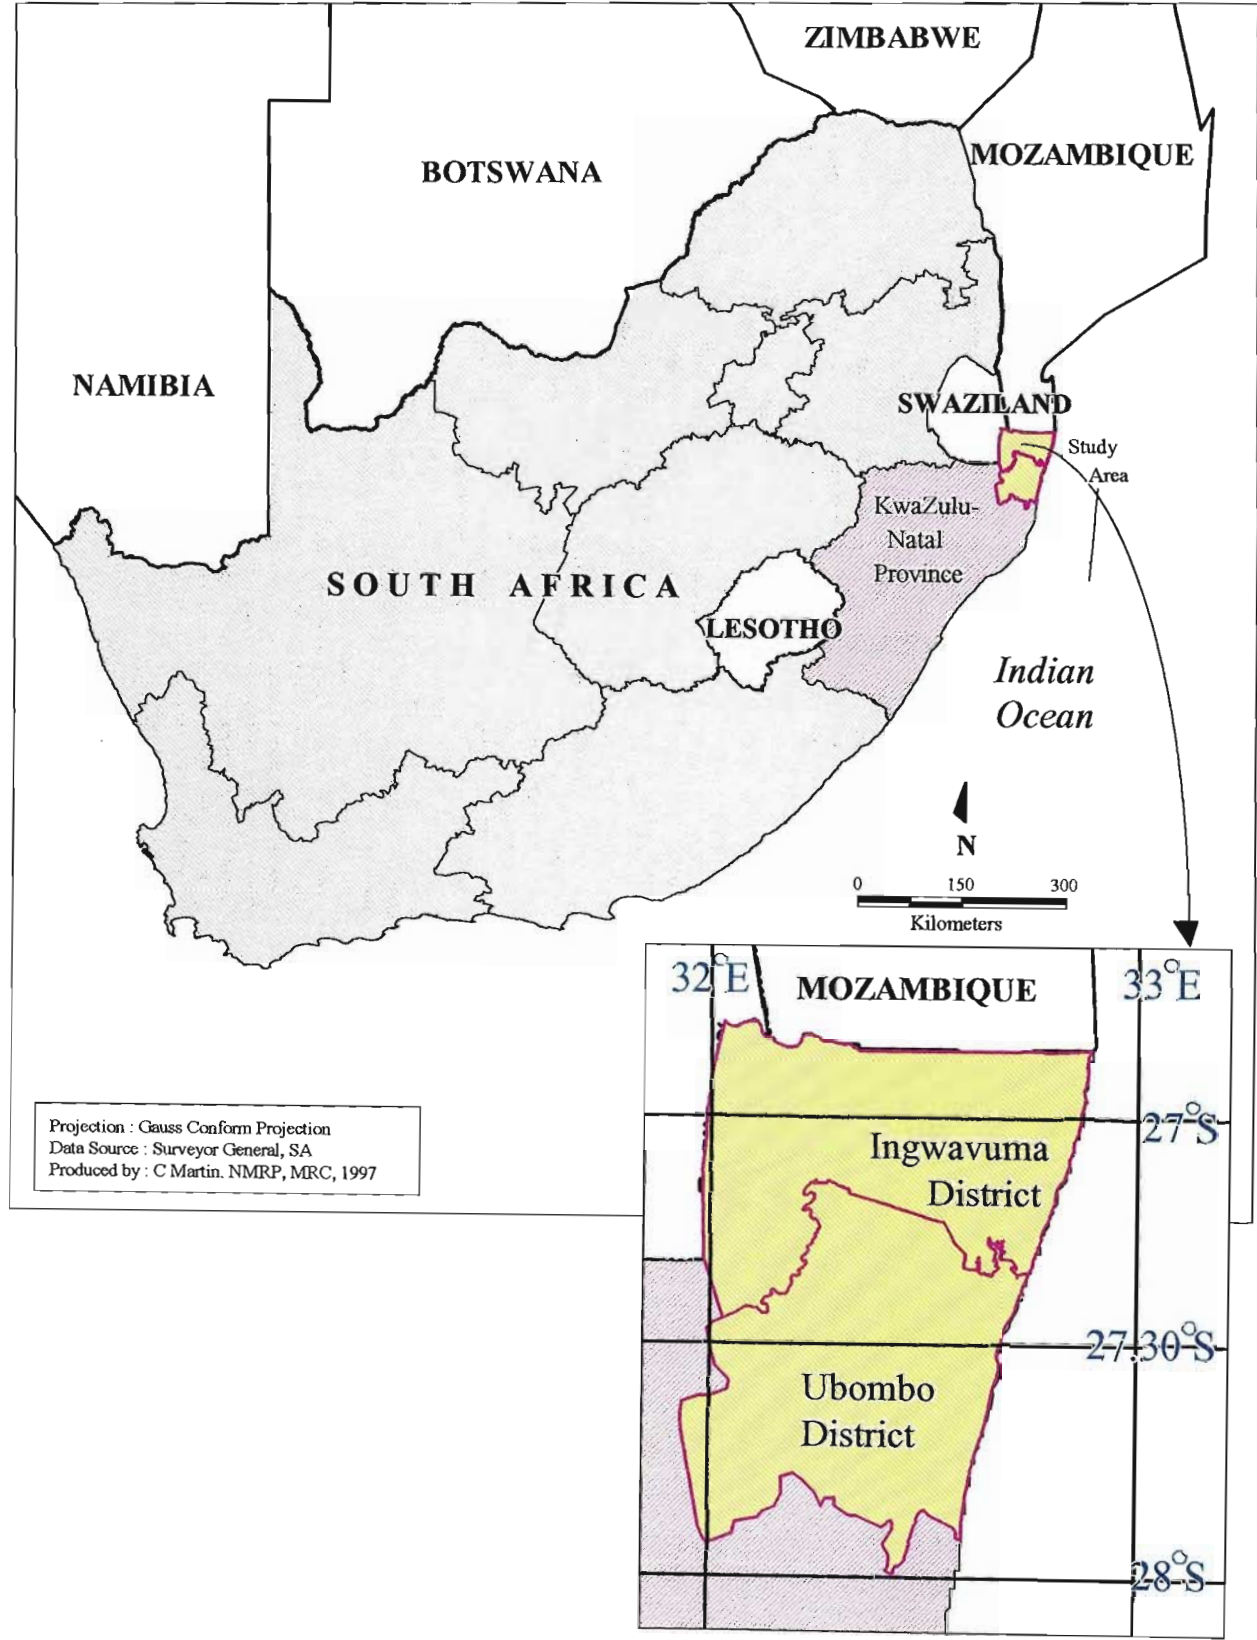 ZIMBABWE
MOZAMBIQUE
BOTSWANA
NAMIBIA
SWAZILAND
Study
Area
KwaZulu-
Natal
Province
SOUTH AFRICA
LESOTHO
Indian
Ocean
N
0 150 300
Kilometers
32°E
MOZAMBIQUE
33°E
27°S
Ingwavuma
District
27.30°S
Ubombo
District
28°S
Projection : Gauss Conform Projection
Data Source : Surveyor General, SA
Produced by : C Martin. NMRP, MRC, 1997